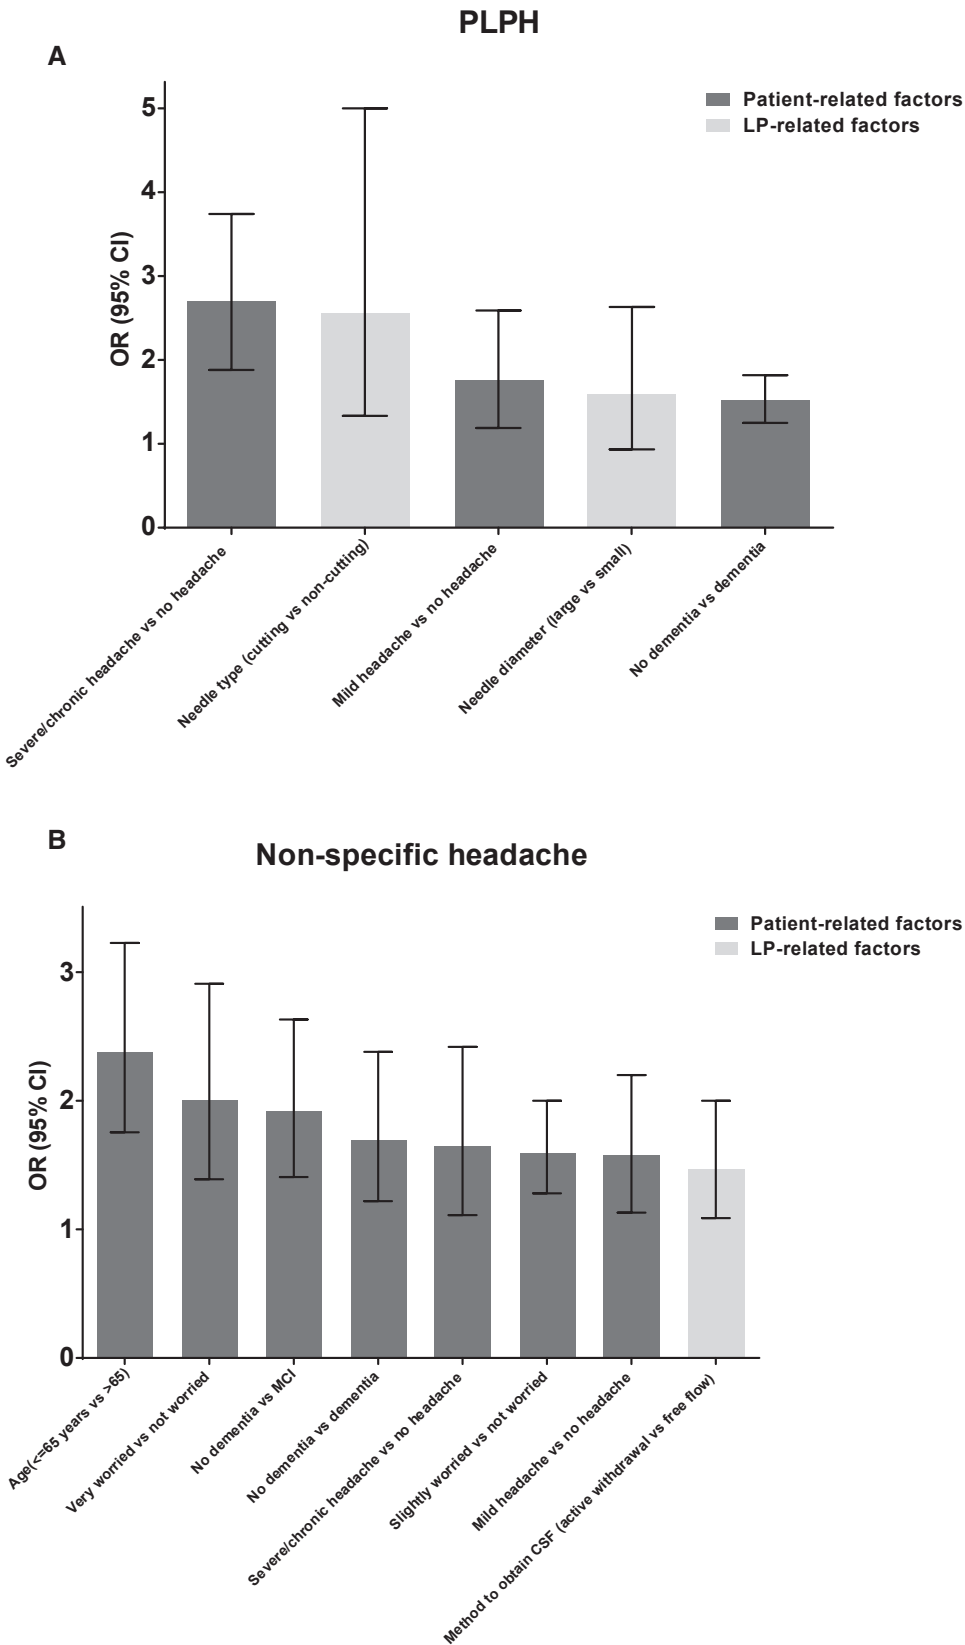 PLPH
A
Patient-related factors
LP-related factors
OR (95% CI)
5
4
3
2
1
0
Severe/chronic headache vs no headache
Needle type (cutting vs non-cutting)
Mild headache vs no headache
Needle diameter (large vs small)
No dementia vs dementia
B
Non-specific headache
Patient-related factors
LP-related factors
OR (95% CI)
3
2
1
0
Age(<=65 years vs >65)
Very worried vs not worried
No dementia vs MCI
No dementia vs dementia
Severe/chronic headache vs no headache
Slightly worried vs not worried
Mild headache vs no headache
Method to obtain CSF (active withdrawal vs free flow)